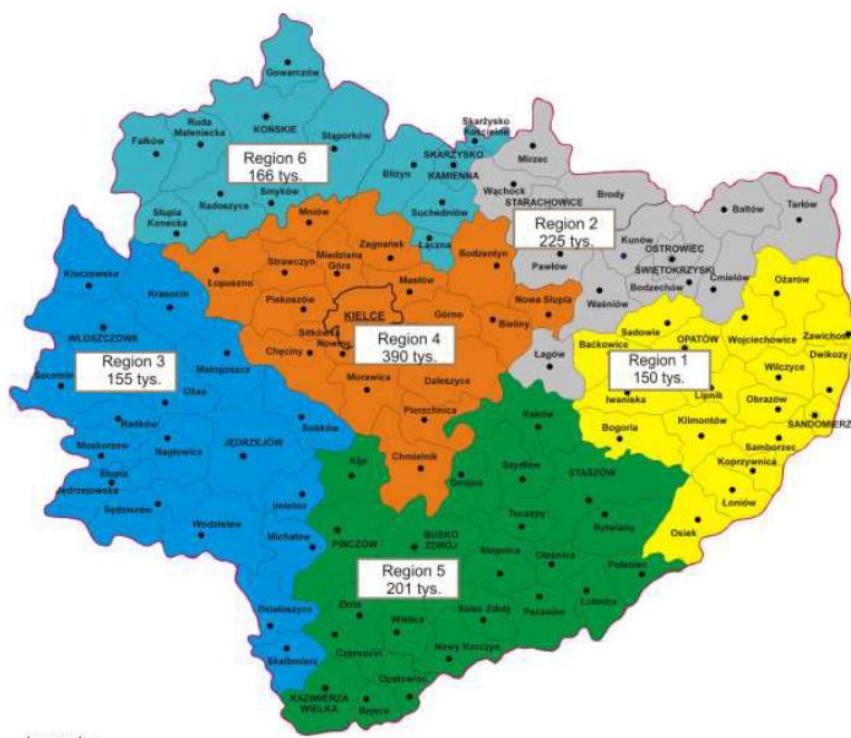 Gowarczów
Ruda
Maleniecka
KOŃSKIE
Fałków
Stąporków
Region 6
166 tys.
Radoszyce
Smyków
Słupia
Konecka
Skarżysko
Kościelne
SKARŻYSKO
KAMIENNA
Bliżyn
Suchedniów
Łączna
Mirzec
Wąchock
STARACHOWICE
Brody
Region 2
225 tys.
Pawłów
Kunów
OSTROWIEC
ŚWIĘTOKRZYSKI
Bodzechów
Ćmielów
Waśniów
Bałtów
Tarłów
Łagów
Mniów
Zagnańsk
Miedziana
Góra
Strawczyn
Łopuszno
Masłów
Bodzentyn
Piekoszów
KIELCE
Górno
Bieliny
Nowa Słupia
Sitkówka
Nowiny
Chęciny
Region 4
390 tys.
Morawica
Daleszyce
Pierzchnica
Chmielnik
Kluczewsko
Krasocin
WŁOSZCZOWA
Region 3
155 tys.
Małogoszcz
Secemin
Oksa
Radków
Sobków
Moskorzew
Nagłowice
JĘDRZEJÓW
Słupia
Jędrzejowska
Sędziszów
Imielno
Wodzisław
Michałów
Działoszyce
Skalbmierz
Ożarów
Sadowie
OPATÓW
Wojciechowice
Zawichost
Baćkowice
Dwikozy
Region 1
150 tys.
Wilczyce
Iwaniska
Lipnik
Obrazów
SANDOMIERZ
Bogoria
Klimontów
Samborzec
Koprzywnica
Łoniów
Osiek
Raków
Kije
Gnojno
Szydłów
STASZÓW
Tuczępy
Rytwiany
PIŃCZÓW
BUSKO
ZDRÓJ
Stopnica
Oleśnica
Połaniec
Region 5
201 tys.
Łubnice
Pacanów
Złota
Wiślica
Solec Zdrój
Czarnocin
Nowy Korczyn
Opatowiec
KAZIMIERZA
WIELKA
Bejsce